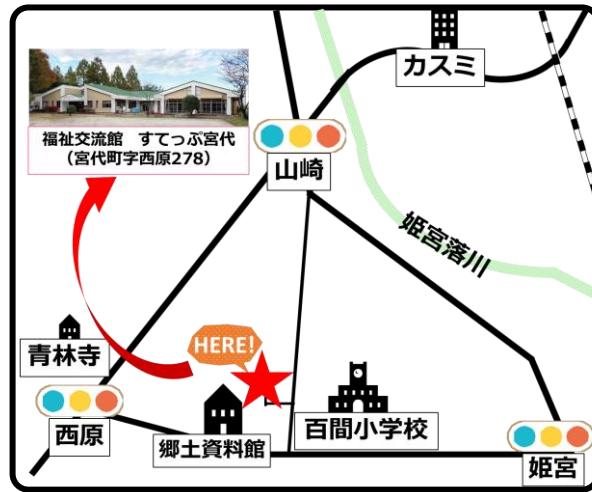 カスミ
福祉交流館 すてっぷ宮代
（宮代町字西原278）
山崎
姫宮落川
HERE!
青林寺
西原
郷土資料館
百間小学校
姫宮